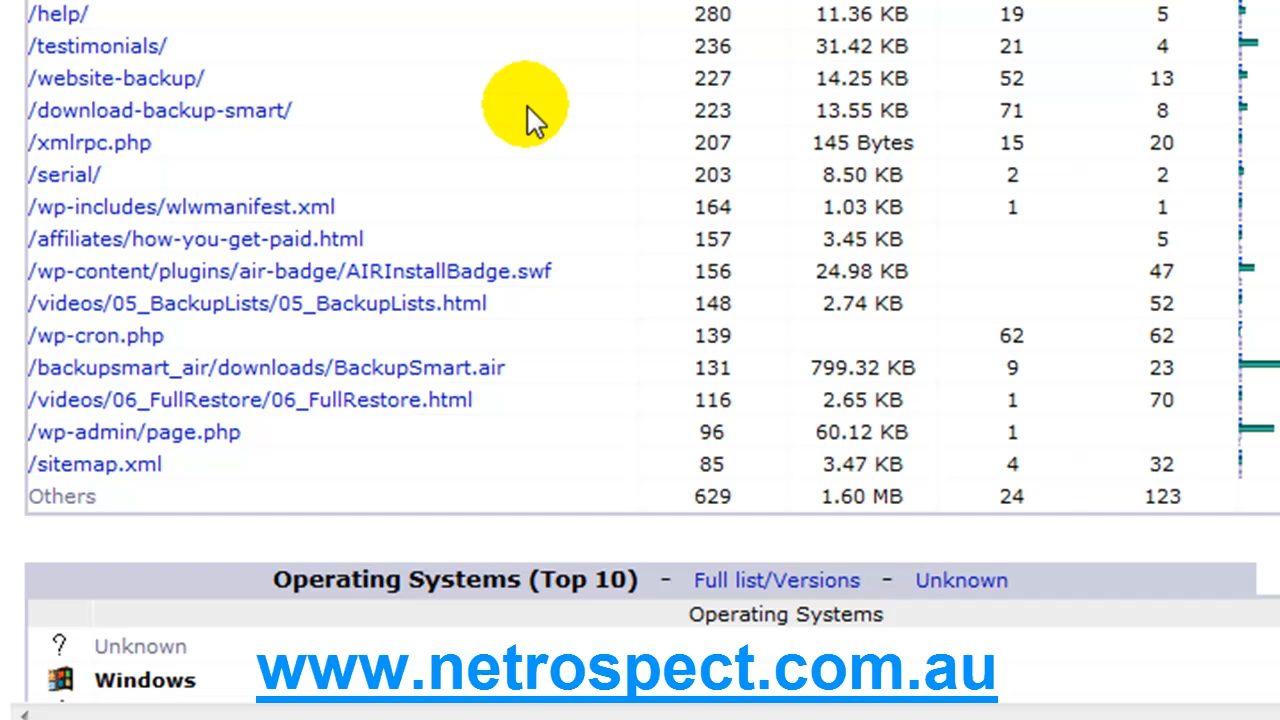 /help/ 280 11.36 KB 19 5
/testimonials/ 236 31.42 KB 21 4
/website-backup/ 227 14.25 KB 52 13
/download-backup-smart/ 223 13.55 KB 71 8
/xmlrpc.php 207 145 Bytes 15 20
/serial/ 203 8.50 KB 2 2
/wp-includes/wlwmanifest.xml 164 1.03 KB 1 1
/affiliates/how-you-get-paid.html 157 3.45 KB 5
/wp-content/plugins/air-badge/AIRInstallBadge.swf 156 24.98 KB 47
/videos/05_BackupLists/05_BackupLists.html 148 2.74 KB 52
/wp-cron.php 139 62 62
/backupsmart_air/downloads/BackupSmart.air 131 799.32 KB 9 23
/videos/06_FullRestore/06_FullRestore.html 116 2.65 KB 1 70
/wp-admin/page.php 96 60.12 KB 1
/sitemap.xml 85 3.47 KB 4 32
Others 629 1.60 MB 24 123
Operating Systems (Top 10) - Full list/Versions - Unknown
Operating Systems
? Unknown
Windows
www.netrospect.com.au